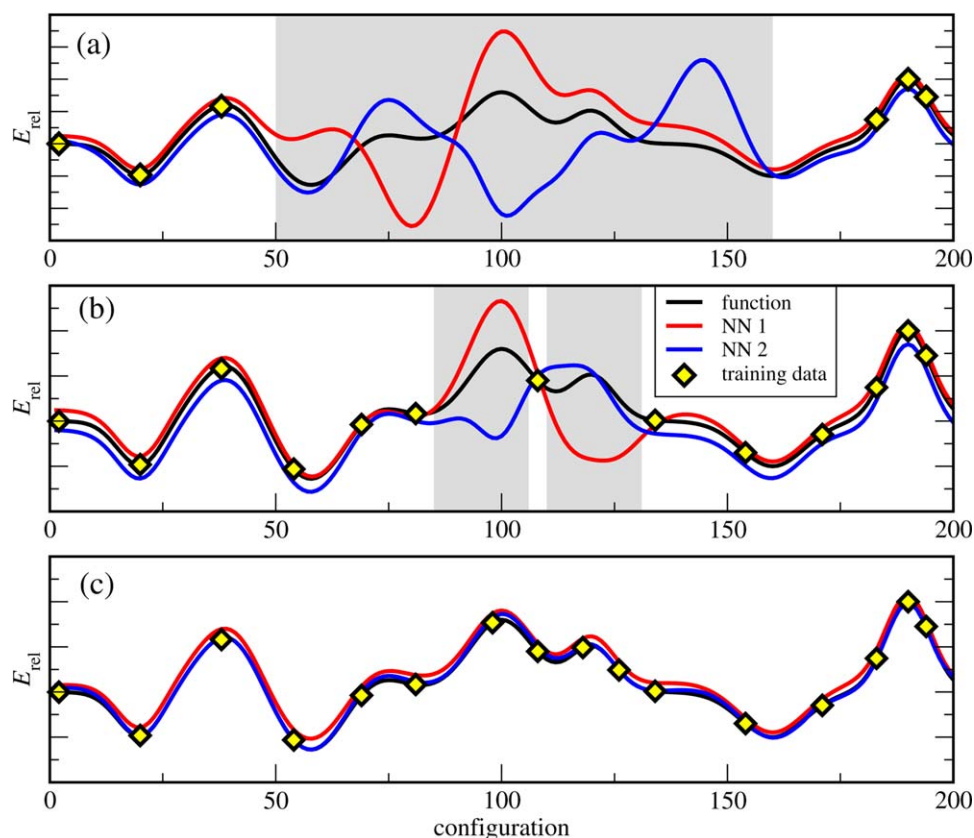 (a)
E_rel
0 50 100 150 200
(b)
function
NN 1
NN 2
training data
E_rel
0 50 100 150 200
(c)
E_rel
0 50 100 150 200
configuration